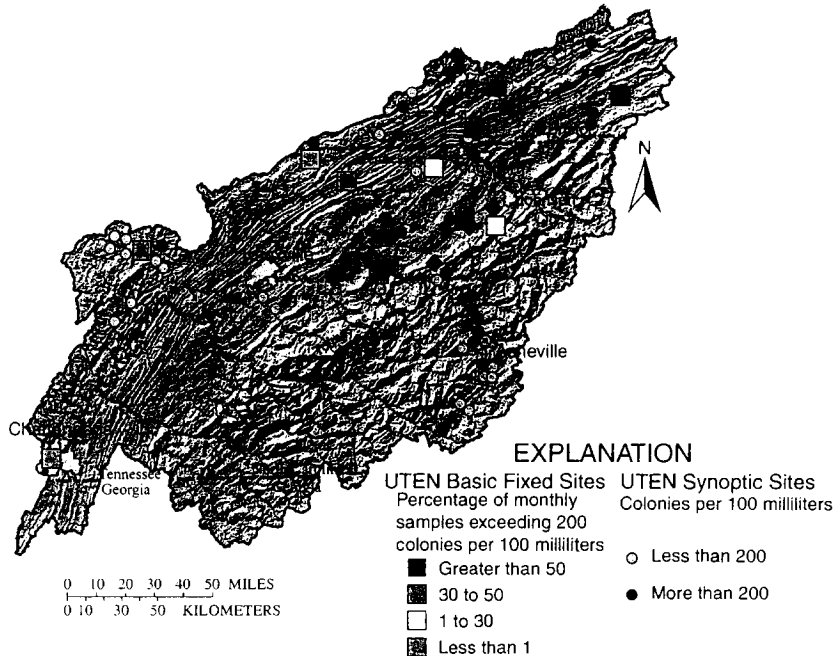 N
Tennessee
Georgia
EXPLANATION
UTEN Basic Fixed Sites
Percentage of monthly
samples exceeding 200
colonies per 100 milliliters
Greater than 50
30 to 50
1 to 30
Less than 1
UTEN Synoptic Sites
Colonies per 100 milliliters
Less than 200
More than 200
0 10 20 30 40 50 MILES
0 10 30 50 KILOMETERS